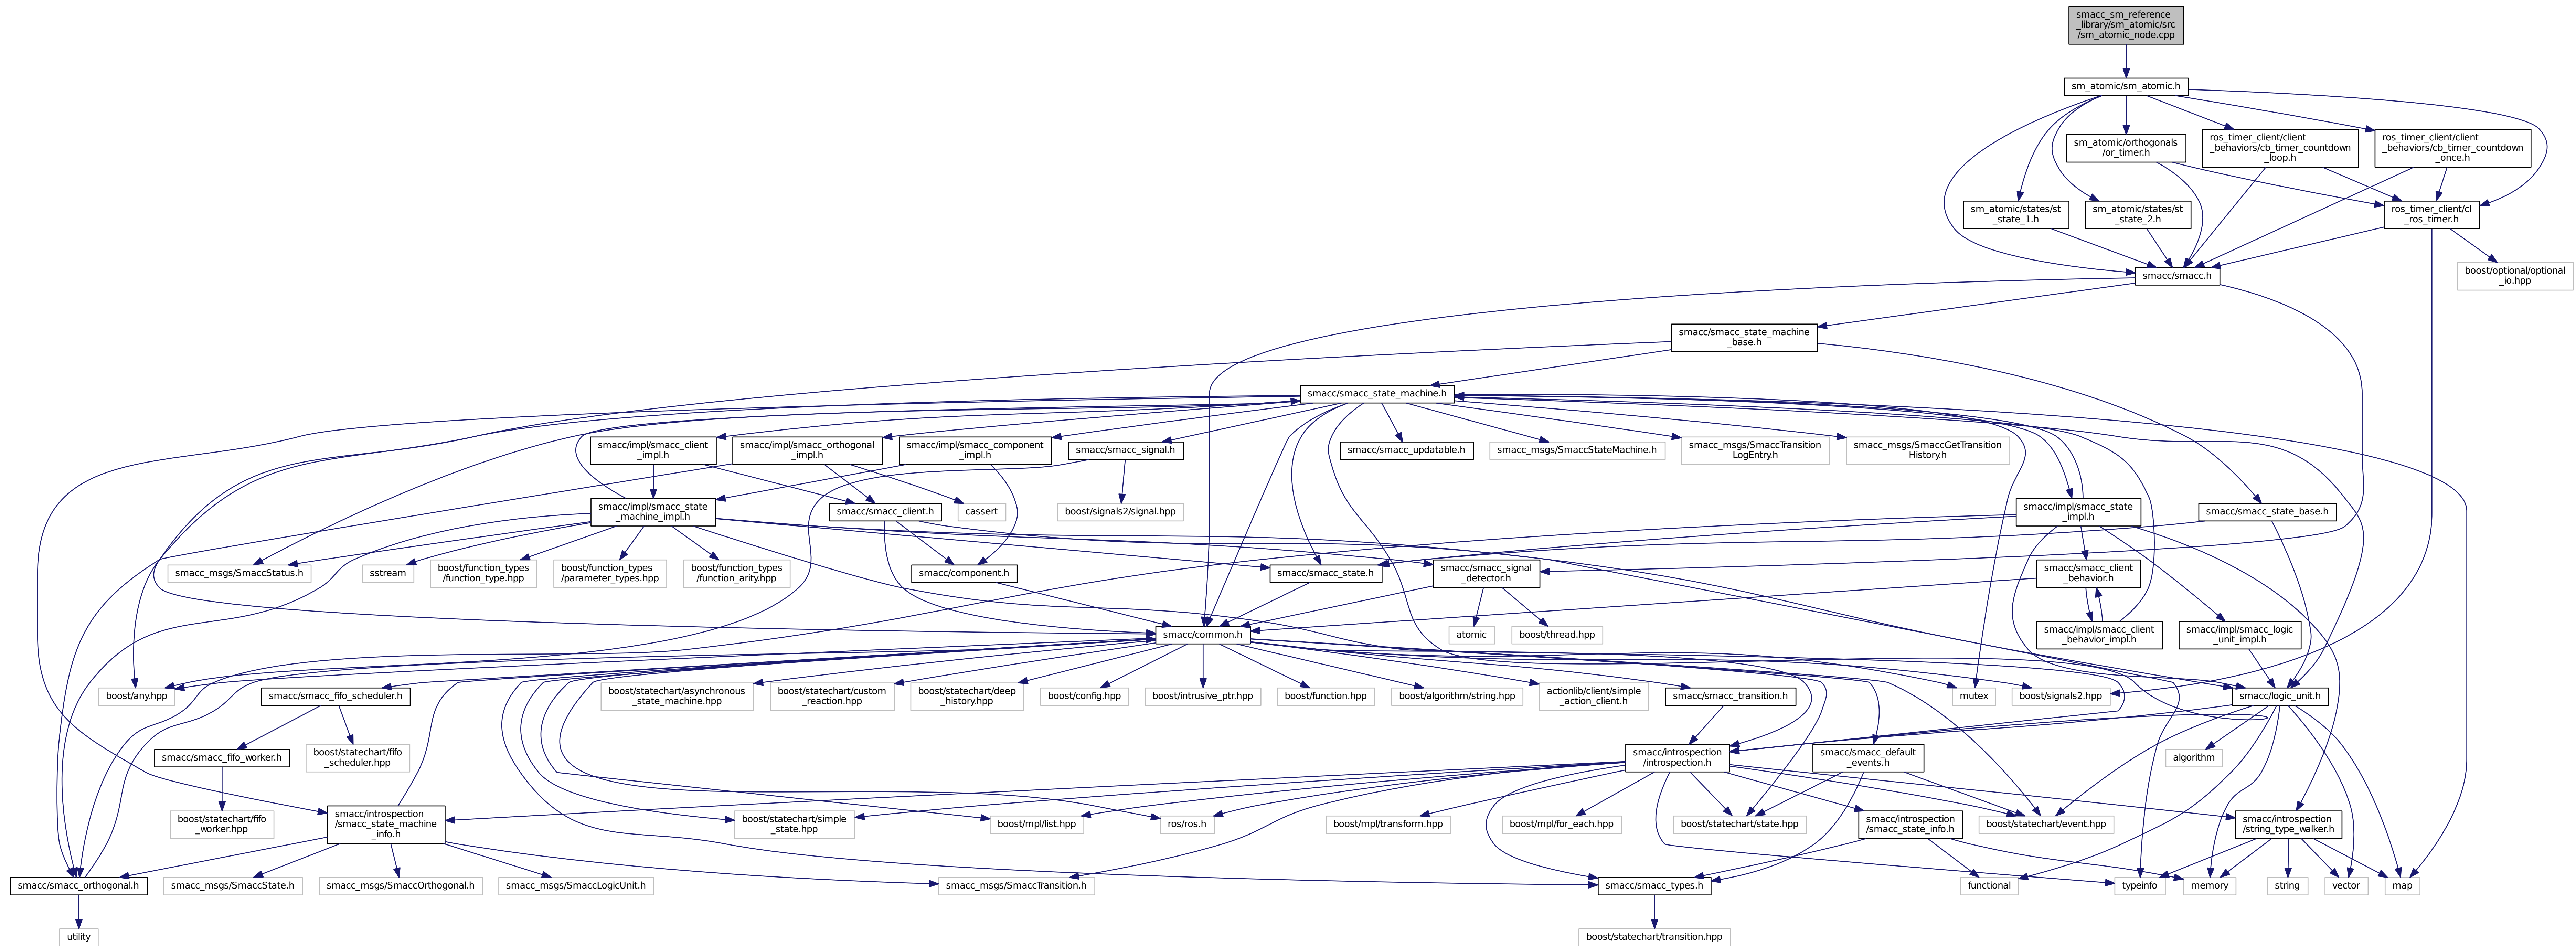 smacc_sm_reference
_library/sm_atomic/src
/sm_atomic_node.cpp
sm_atomic/sm_atomic.h
sm_atomic/orthogonals
/or_timer.h
ros_timer_client/client
_behaviors/cb_timer_countdown
_loop.h
ros_timer_client/client
_behaviors/cb_timer_countdown
_once.h
sm_atomic/states/st
_state_1.h
sm_atomic/states/st
_state_2.h
ros_timer_client/cl
_ros_timer.h
smacc/smacc.h
boost/optional/optional
_io.hpp
smacc/smacc_state_machine
_base.h
smacc/smacc_state_machine.h
smacc/impl/smacc_client
_impl.h
smacc/impl/smacc_orthogonal
_impl.h
smacc/impl/smacc_component
_impl.h
smacc/smacc_signal.h
smacc/smacc_updatable.h
smacc_msgs/SmaccStateMachine.h
smacc_msgs/SmaccTransition
LogEntry.h
smacc_msgs/SmaccGetTransition
History.h
smacc/impl/smacc_state
_machine_impl.h
smacc/smacc_client.h
cassert
boost/signals2/signal.hpp
smacc/impl/smacc_state
_impl.h
smacc/smacc_state_base.h
smacc_msgs/SmaccStatus.h
sstream
boost/function_types
/function_type.hpp
boost/function_types
/parameter_types.hpp
boost/function_types
/function_arity.hpp
smacc/component.h
smacc/smacc_state.h
smacc/smacc_signal
_detector.h
smacc/smacc_client
_behavior.h
smacc/common.h
atomic
boost/thread.hpp
smacc/impl/smacc_client
_behavior_impl.h
smacc/impl/smacc_logic
_unit_impl.h
boost/any.hpp
smacc/smacc_fifo_scheduler.h
boost/statechart/asynchronous
_state_machine.hpp
boost/statechart/custom
_reaction.hpp
boost/statechart/deep
_history.hpp
boost/config.hpp
boost/intrusive_ptr.hpp
boost/function.hpp
boost/algorithm/string.hpp
actionlib/client/simple
_action_client.h
smacc/smacc_transition.h
mutex
boost/signals2.hpp
smacc/logic_unit.h
smacc/smacc_fifo_worker.h
boost/statechart/fifo
_scheduler.hpp
smacc/introspection
/introspection.h
smacc/smacc_default
_events.h
algorithm
boost/statechart/fifo
_worker.hpp
smacc/introspection
/smacc_state_machine
_info.h
boost/statechart/simple
_state.hpp
boost/mpl/list.hpp
ros/ros.h
boost/mpl/transform.hpp
boost/mpl/for_each.hpp
boost/statechart/state.hpp
smacc/introspection
/smacc_state_info.h
boost/statechart/event.hpp
smacc/introspection
/string_type_walker.h
smacc/smacc_orthogonal.h
smacc_msgs/SmaccState.h
smacc_msgs/SmaccOrthogonal.h
smacc_msgs/SmaccLogicUnit.h
smacc_msgs/SmaccTransition.h
smacc/smacc_types.h
functional
typeinfo
memory
string
vector
map
utility
boost/statechart/transition.hpp